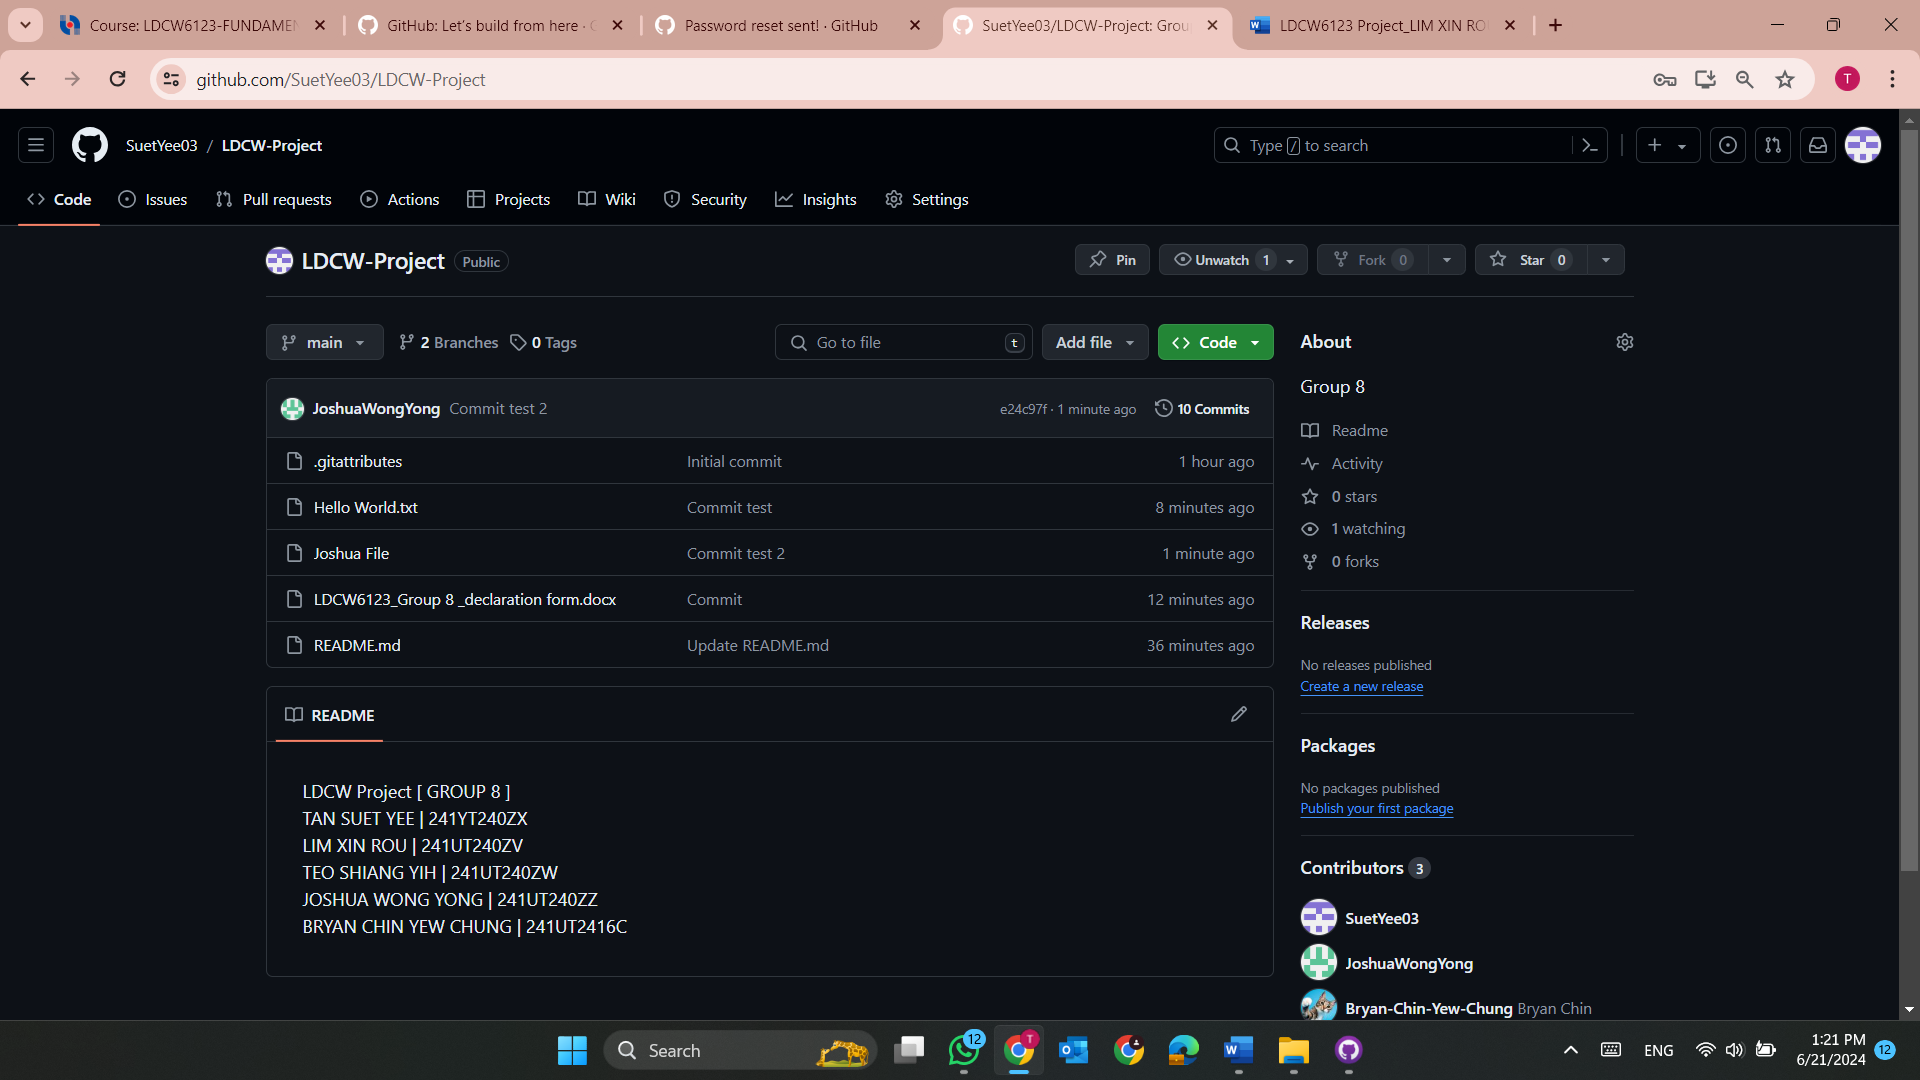 Course: LDCW6123-FUNDAMEN
GitHub: Let's build from here · G
Password reset sent! · GitHub
SuetYee03/LDCW-Project: Grou
LDCW6123 Project_LIM XIN RO
github.com/SuetYee03/LDCW-Project
T
SuetYee03 / LDCW-Project
Type / to search
Code
Issues
Pull requests
Actions
Projects
Wiki
Security
Insights
Settings
LDCW-Project Public
Pin
Unwatch 1
Fork 0
Star 0
main
2 Branches
0 Tags
Go to file t
Add file
Code
JoshuaWongYong Commit test 2 e24c97f · 1 minute ago 10 Commits
.gitattributes Initial commit 1 hour ago
Hello World.txt Commit test 8 minutes ago
Joshua File Commit test 2 1 minute ago
LDCW6123_Group 8 _declaration form.docx Commit 12 minutes ago
README.md Update README.md 36 minutes ago
README
LDCW Project [ GROUP 8 ]
TAN SUET YEE | 241YT240ZX
LIM XIN ROU | 241UT240ZV
TEO SHIANG YIH | 241UT240ZW
JOSHUA WONG YONG | 241UT240ZZ
BRYAN CHIN YEW CHUNG | 241UT2416C
About
Group 8
Readme
Activity
0 stars
1 watching
0 forks
Releases
No releases published
Create a new release
Packages
No packages published
Publish your first package
Contributors 3
SuetYee03
JoshuaWongYong
Bryan-Chin-Yew-Chung Bryan Chin
Search
12
T
ENG
1:21 PM
6/21/2024
12